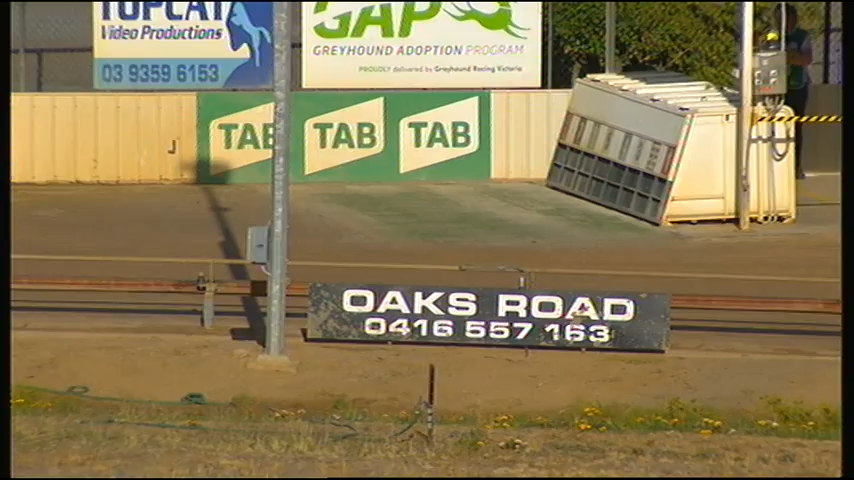 TOPCAT
Video Productions
03 9359 6153
GAP
GREYHOUND ADOPTION PROGRAM
PROUDLY delivered by Greyhound Racing Victoria
TAB TAB TAB
OAKS ROAD
0416 557 163